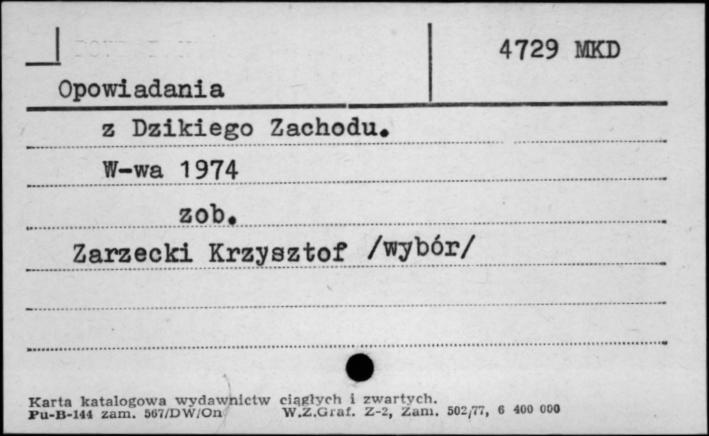 4729 MKD
Opowiadania
z Dzikiego Zachodu.
W-wa 1974
zob.
Zarzecki Krzysztof /wybór/
Karta katalogowa wydawnictw ciągłych i zwartych.
Pu-B-144 zam. 567/DW/On W.Z.Graf. Z-2, Zam. 502/77, 6 400 000